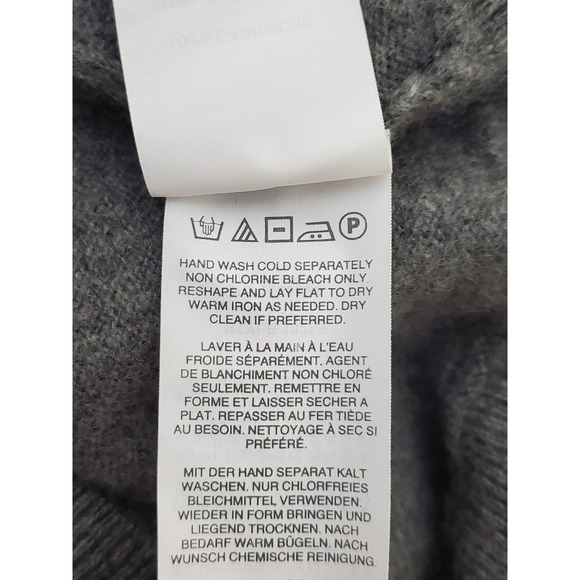 P
HAND WASH COLD SEPARATELY
NON CHLORINE BLEACH ONLY.
RESHAPE AND LAY FLAT TO DRY
WARM IRON AS NEEDED. DRY
CLEAN IF PREFERRED.
LAVER À LA MAIN À L'EAU
FROIDE SÉPARÉMENT. AGENT
DE BLANCHIMENT NON CHLORÉ
SEULEMENT. REMETTRE EN
FORME ET LAISSER SECHER A
PLAT. REPASSER AU FER TIÈDE
AU BESOIN. NETTOYAGE À SEC SI
PRÉFÉRÉ.
MIT DER HAND SEPARAT KALT
WASCHEN. NUR CHLORFREIES
BLEICHMITTEL VERWENDEN.
WIEDER IN FORM BRINGEN UND
LIEGEND TROCKNEN. NACH
BEDARF WARM BÜGELN. NACH
WUNSCH CHEMISCHE REINIGUNG.